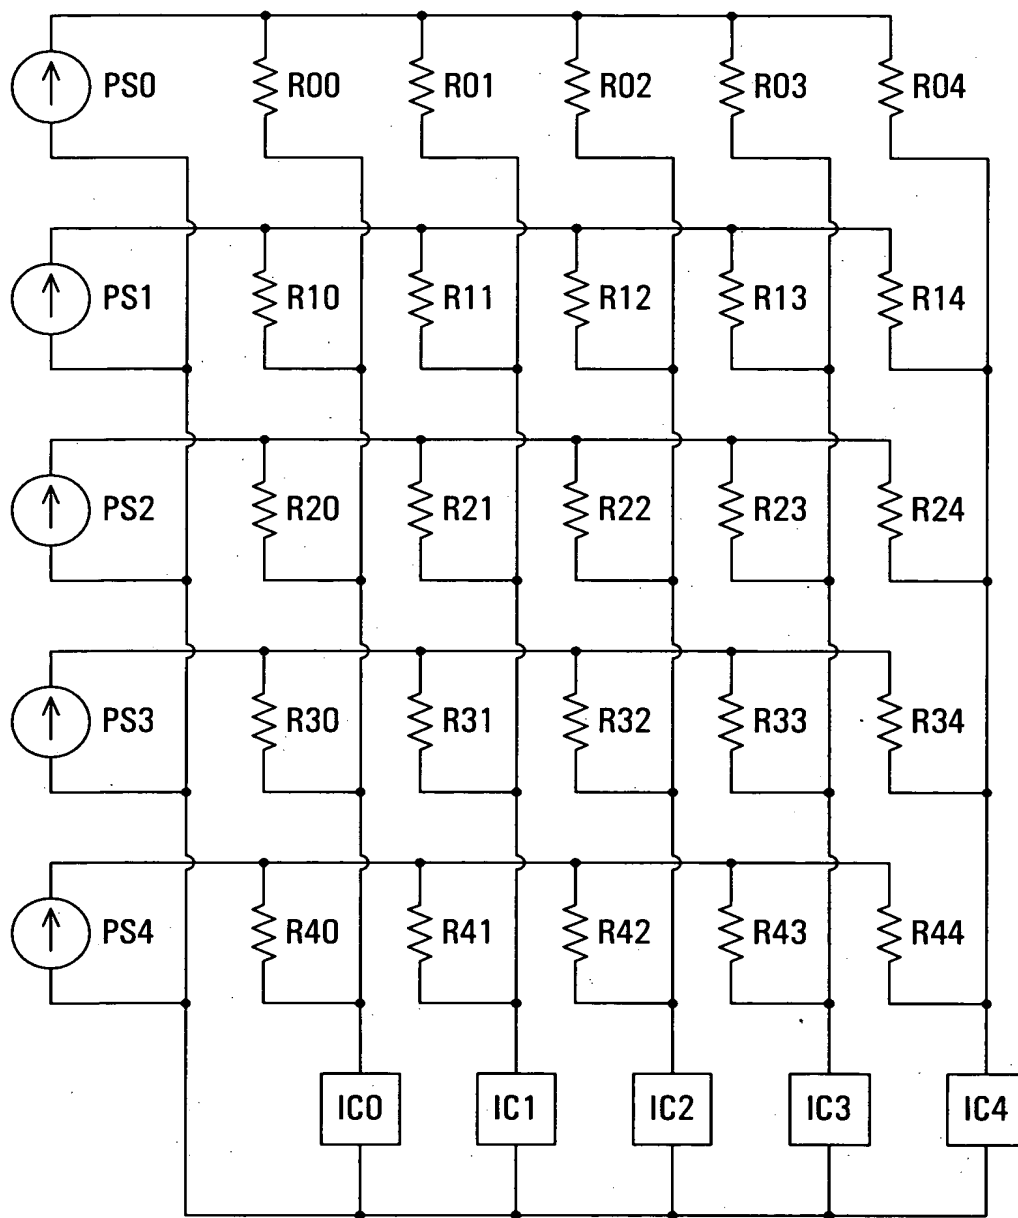 PS0 R00 R01 R02 R03 R04
PS1 R10 R11 R12 R13 R14
PS2 R20 R21 R22 R23 R24
PS3 R30 R31 R32 R33 R34
PS4 R40 R41 R42 R43 R44
IC0 IC1 IC2 IC3 IC4